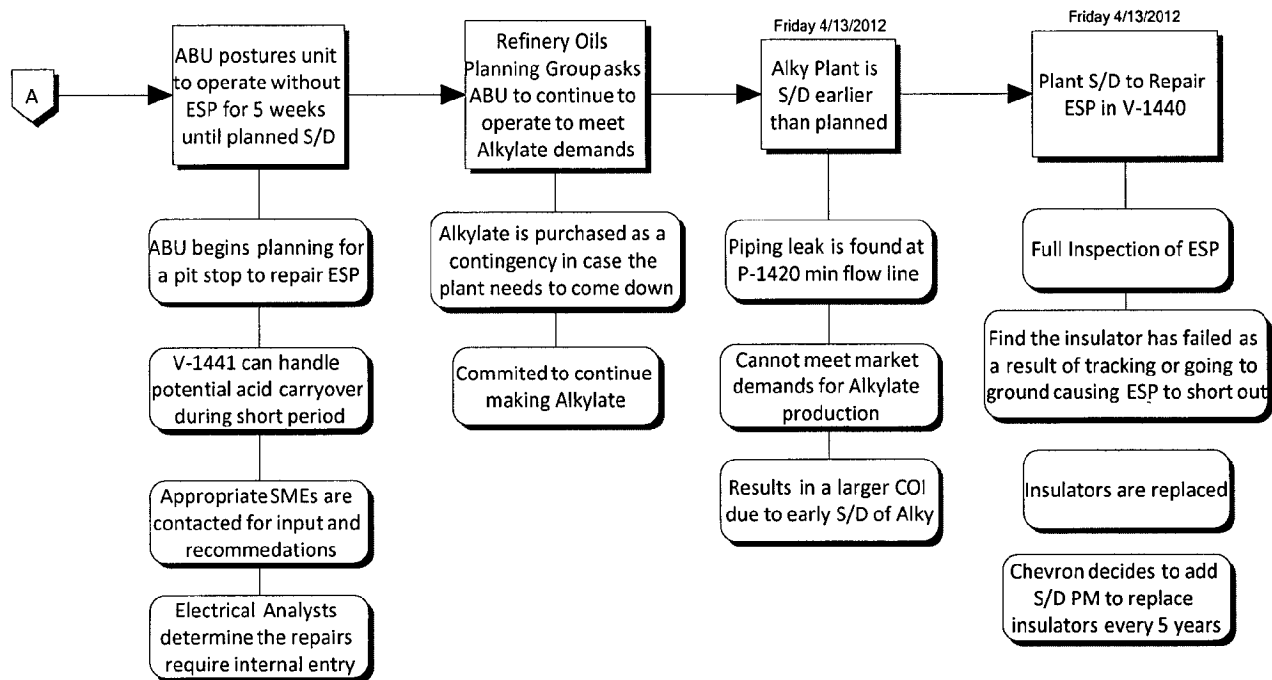 A
ABU postures unit
to operate without
ESP for 5 weeks
until planned S/D
ABU begins planning for
a pit stop to repair ESP
V-1441 can handle
potential acid carryover
during short period
Appropriate SMEs are
contacted for input and
recommedations
Electrical Analysts
determine the repairs
require internal entry
Refinery Oils
Planning Group asks
ABU to continue to
operate to meet
Alkylate demands
Alkylate is purchased as a
contingency in case the
plant needs to come down
Commited to continue
making Alkylate
Friday 4/13/2012
Alky Plant is
S/D earlier
than planned
Piping leak is found at
P-1420 min flow line
Cannot meet market
demands for Alkylate
production
Results in a larger COI
due to early S/D of Alky
Friday 4/13/2012
Plant S/D to Repair
ESP in V-1440
Full Inspection of ESP
Find the insulator has failed as
a result of tracking or going to
ground causing ESP to short out
Insulators are replaced
Chevron decides to add
S/D PM to replace
insulators every 5 years